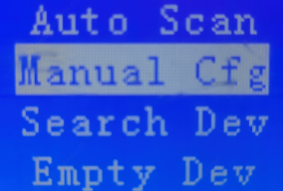 Auto Scan
Manual Cfg
Search Dev
Empty Dev